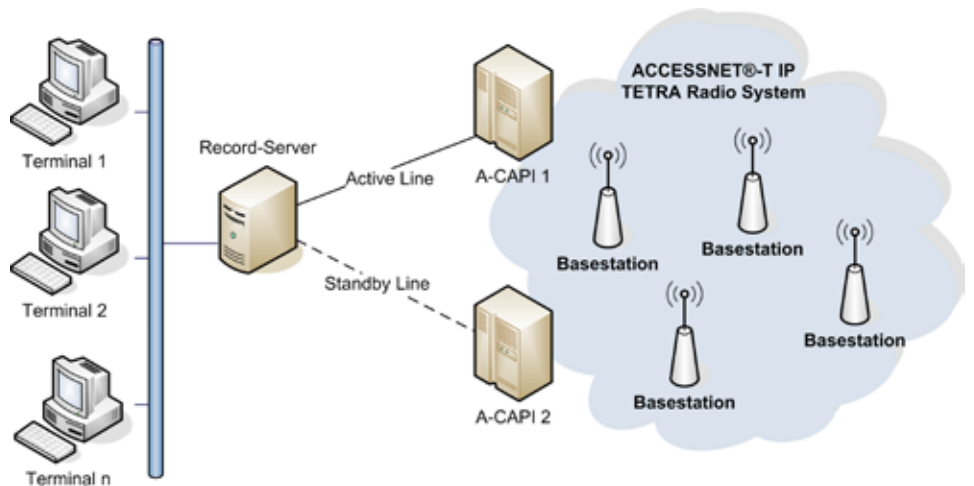 Terminal 1
Terminal 2
Terminal n
Record-Server
Active Line
Standby Line
A-CAPI 1
A-CAPI 2
ACCESSNET®-T IP
TETRA Radio System
Basestation
Basestation
Basestation
Basestation